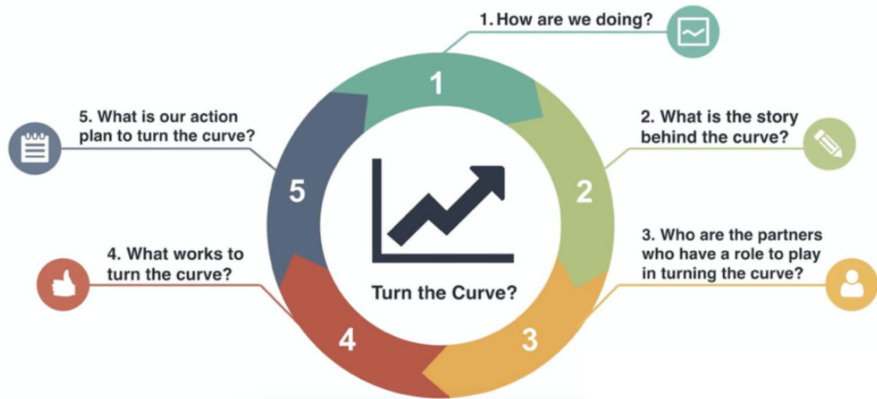 1. How are we doing?
1
2. What is the story
behind the curve?
2
3. Who are the partners
who have a role to play
in turning the curve?
3
4. What works to
turn the curve?
4
5. What is our action
plan to turn the curve?
5
Turn the Curve?